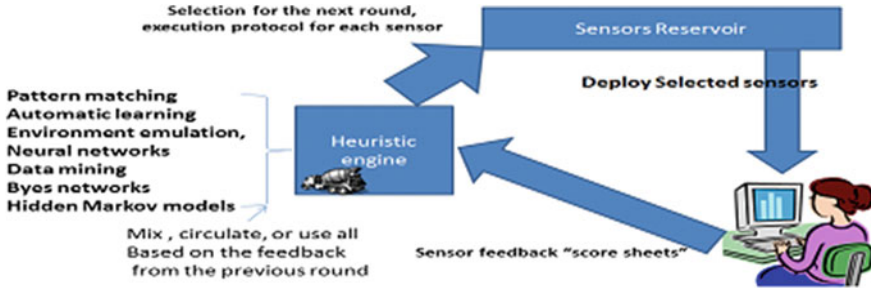 Selection for the next round,
execution protocol for each sensor
Sensors Reservoir
Deploy Selected sensors
Pattern matching
Automatic learning
Environment emulation,
Neural networks
Data mining
Byes networks
Hidden Markov models
Heuristic
engine
Mix , circulate, or use all
Based on the feedback
from the previous round
Sensor feedback “score sheets”